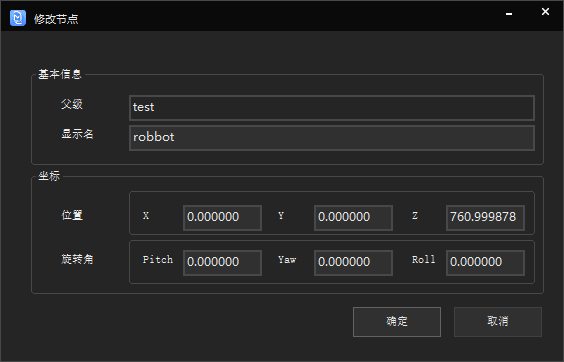 修改节点
基本信息
父级 test
显示名 robbot
坐标
位置 X 0.000000 Y 0.000000 Z 760.999878
旋转角 Pitch 0.000000 Yaw 0.000000 Roll 0.000000
确定 取消